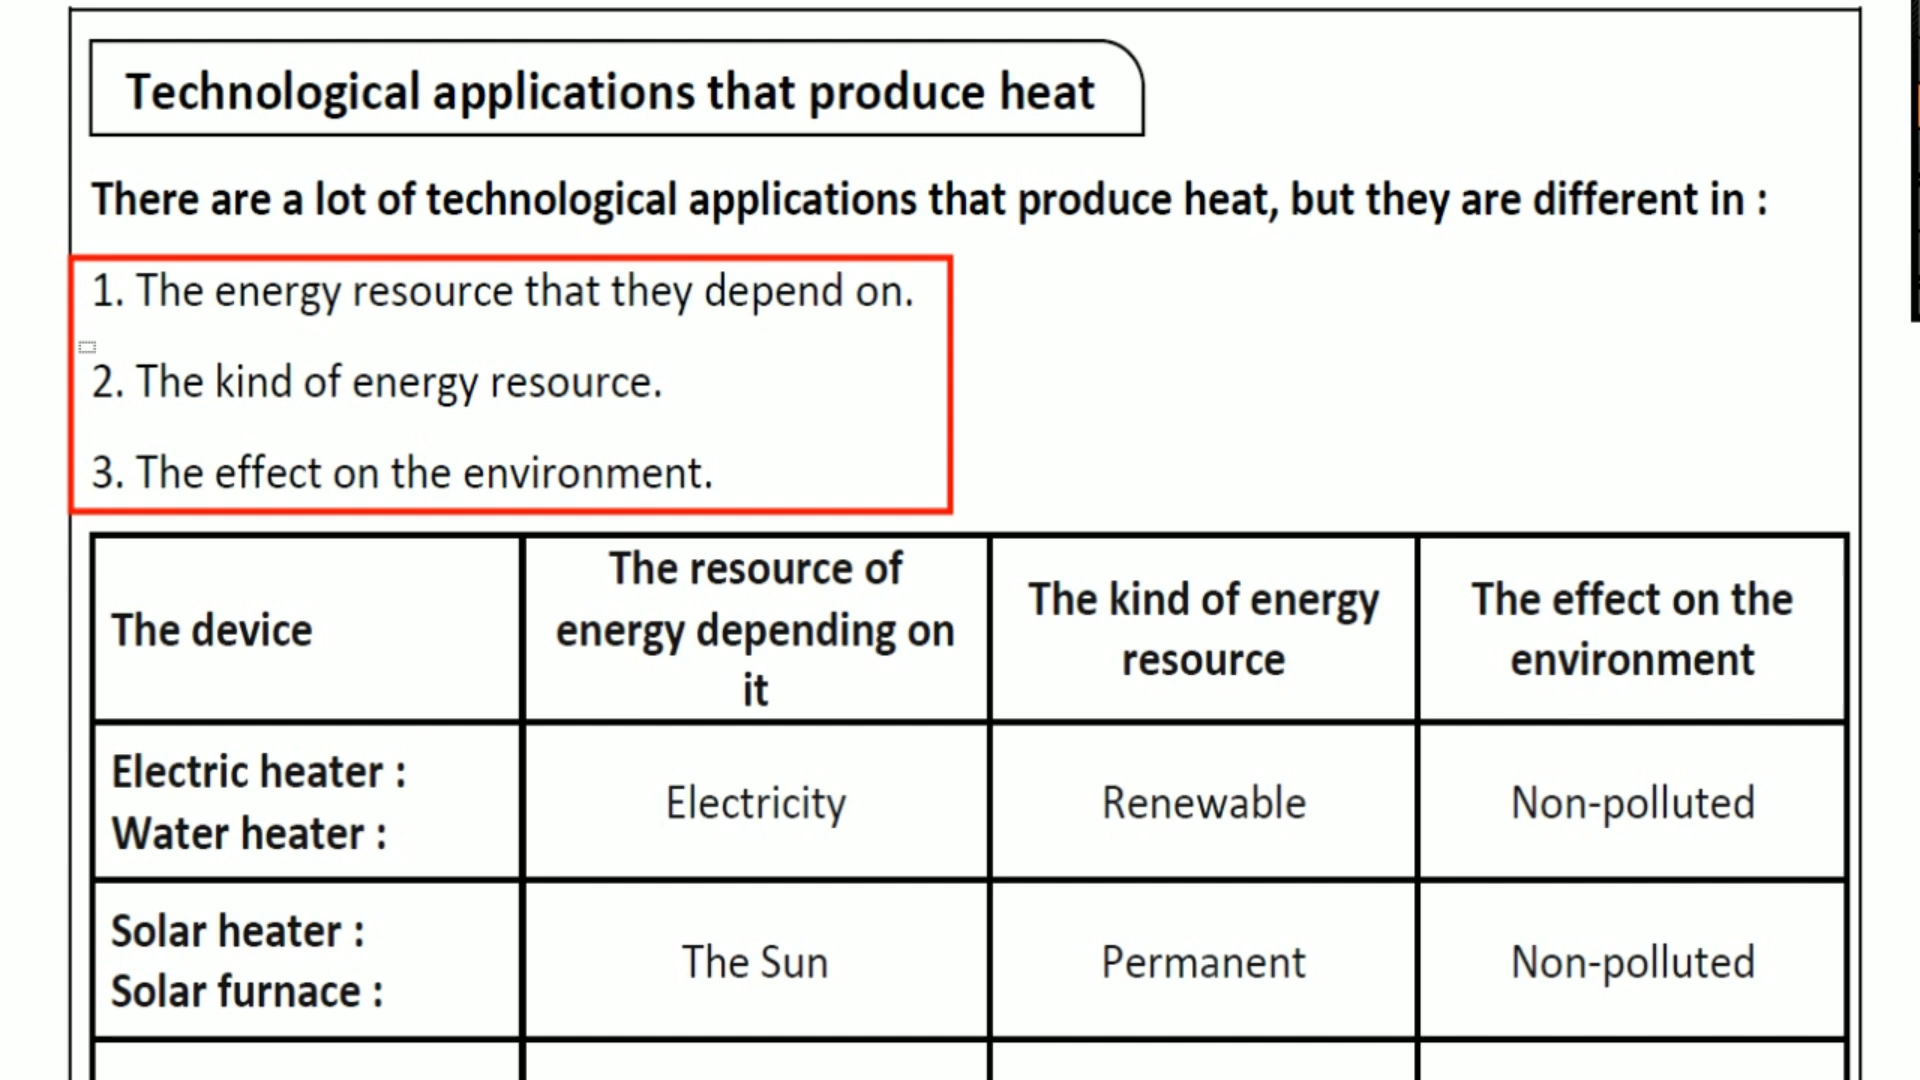 Technological applications that produce heat
There are a lot of technological applications that produce heat, but they are different in :
1. The energy resource that they depend on.
2. The kind of energy resource.
3. The effect on the environment.
The device
The resource of
energy depending on
it
The kind of energy
resource
The effect on the
environment
Electric heater :
Water heater :
Electricity
Renewable
Non-polluted
Solar heater :
Solar furnace :
The Sun
Permanent
Non-polluted